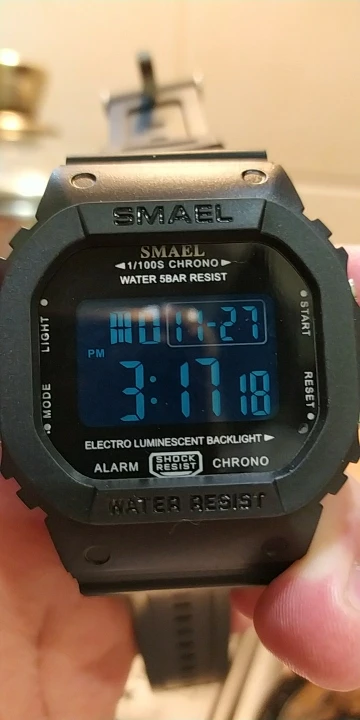 SMAEL
SMAEL
◄1/100S CHRONO►
WATER 5BAR RESIST
LIGHT
START
MO 11-27
PM
3:17 18
MODE
RESET
ELECTRO LUMINESCENT BACKLIGHT►
ALARM SHOCK RESIST CHRONO
WATER RESIST